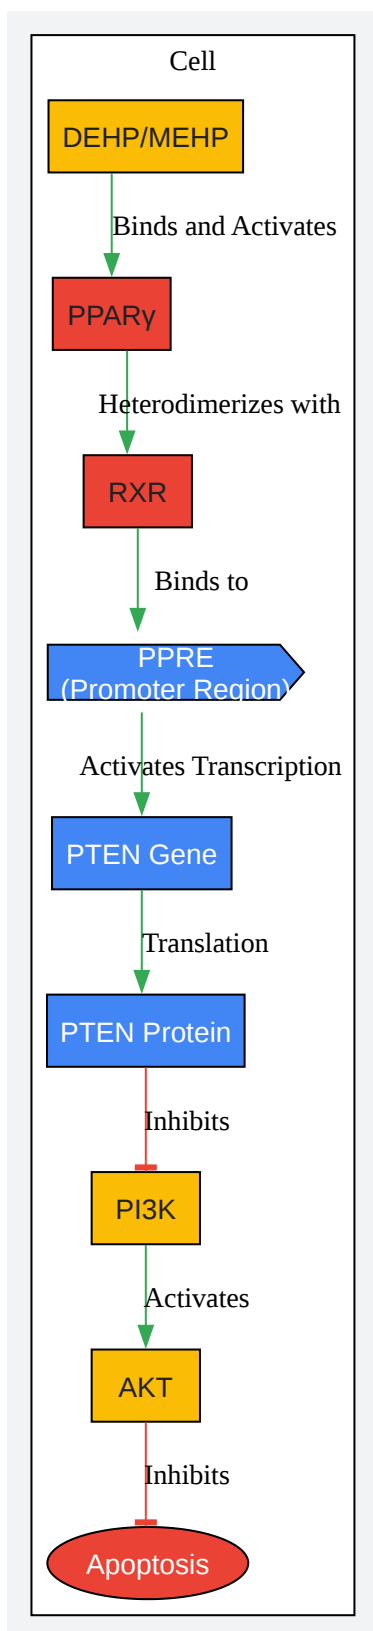 Cell
DEHP/MEHP
Binds and Activates
PPARγ
Heterodimerizes with
RXR
Binds to
PPRE
(Promoter Region)
Activates Transcription
PTEN Gene
Translation
PTEN Protein
Inhibits
PI3K
Activates
AKT
Inhibits
Apoptosis